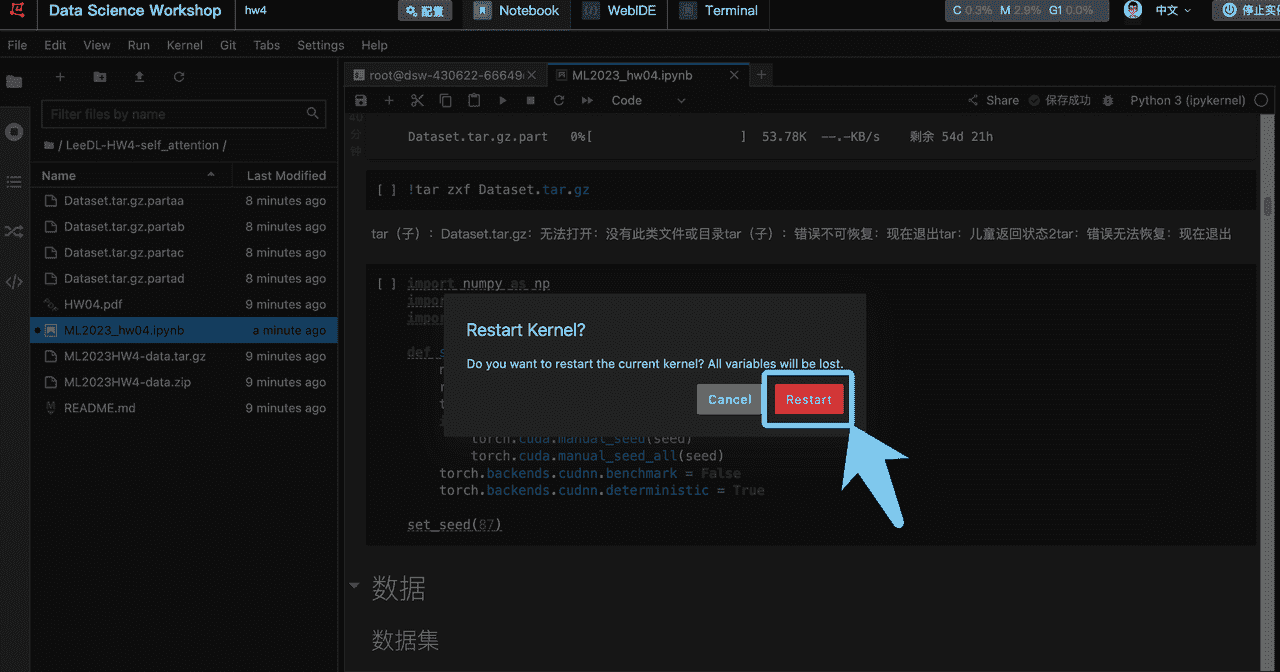 Data Science Workshop
hw4
配置
Notebook
WebIDE
Terminal
C 0.3% M 2.9% G1 0.0%
中文
停止实
File Edit View Run Kernel Git Tabs Settings Help
root@dsw-430622-66649
ML2023_hw04.ipynb
Filter files by name
Code
Share
保存成功
Python 3 (ipykernel)
/ LeeDL-HW4-self_attention /
Name
Last Modified
Dataset.tar.gz.partaa 8 minutes ago
Dataset.tar.gz.partab 8 minutes ago
Dataset.tar.gz.partac 8 minutes ago
Dataset.tar.gz.partad 8 minutes ago
HW04.pdf 9 minutes ago
ML2023_hw04.ipynb a minute ago
ML2023HW4-data.tar.gz 9 minutes ago
ML2023HW4-data.zip 9 minutes ago
README.md 9 minutes ago
Dataset.tar.gz.part 0%[ ] 53.78K --.-KB/s 剩余 54d 21h
[ ] !tar zxf Dataset.tar.gz
tar（子）：Dataset.tar.gz：无法打开：没有此类文件或目录tar（子）：错误不可恢复：现在退出tar：儿童返回状态2tar：错误无法恢复：现在退出
[ ] import numpy as np
Restart Kernel?
Do you want to restart the current kernel? All variables will be lost.
Cancel
Restart
torch.cuda.manual_seed(seed)
torch.cuda.manual_seed_all(seed)
torch.backends.cudnn.benchmark = False
torch.backends.cudnn.deterministic = True
set_seed(87)
数据
数据集